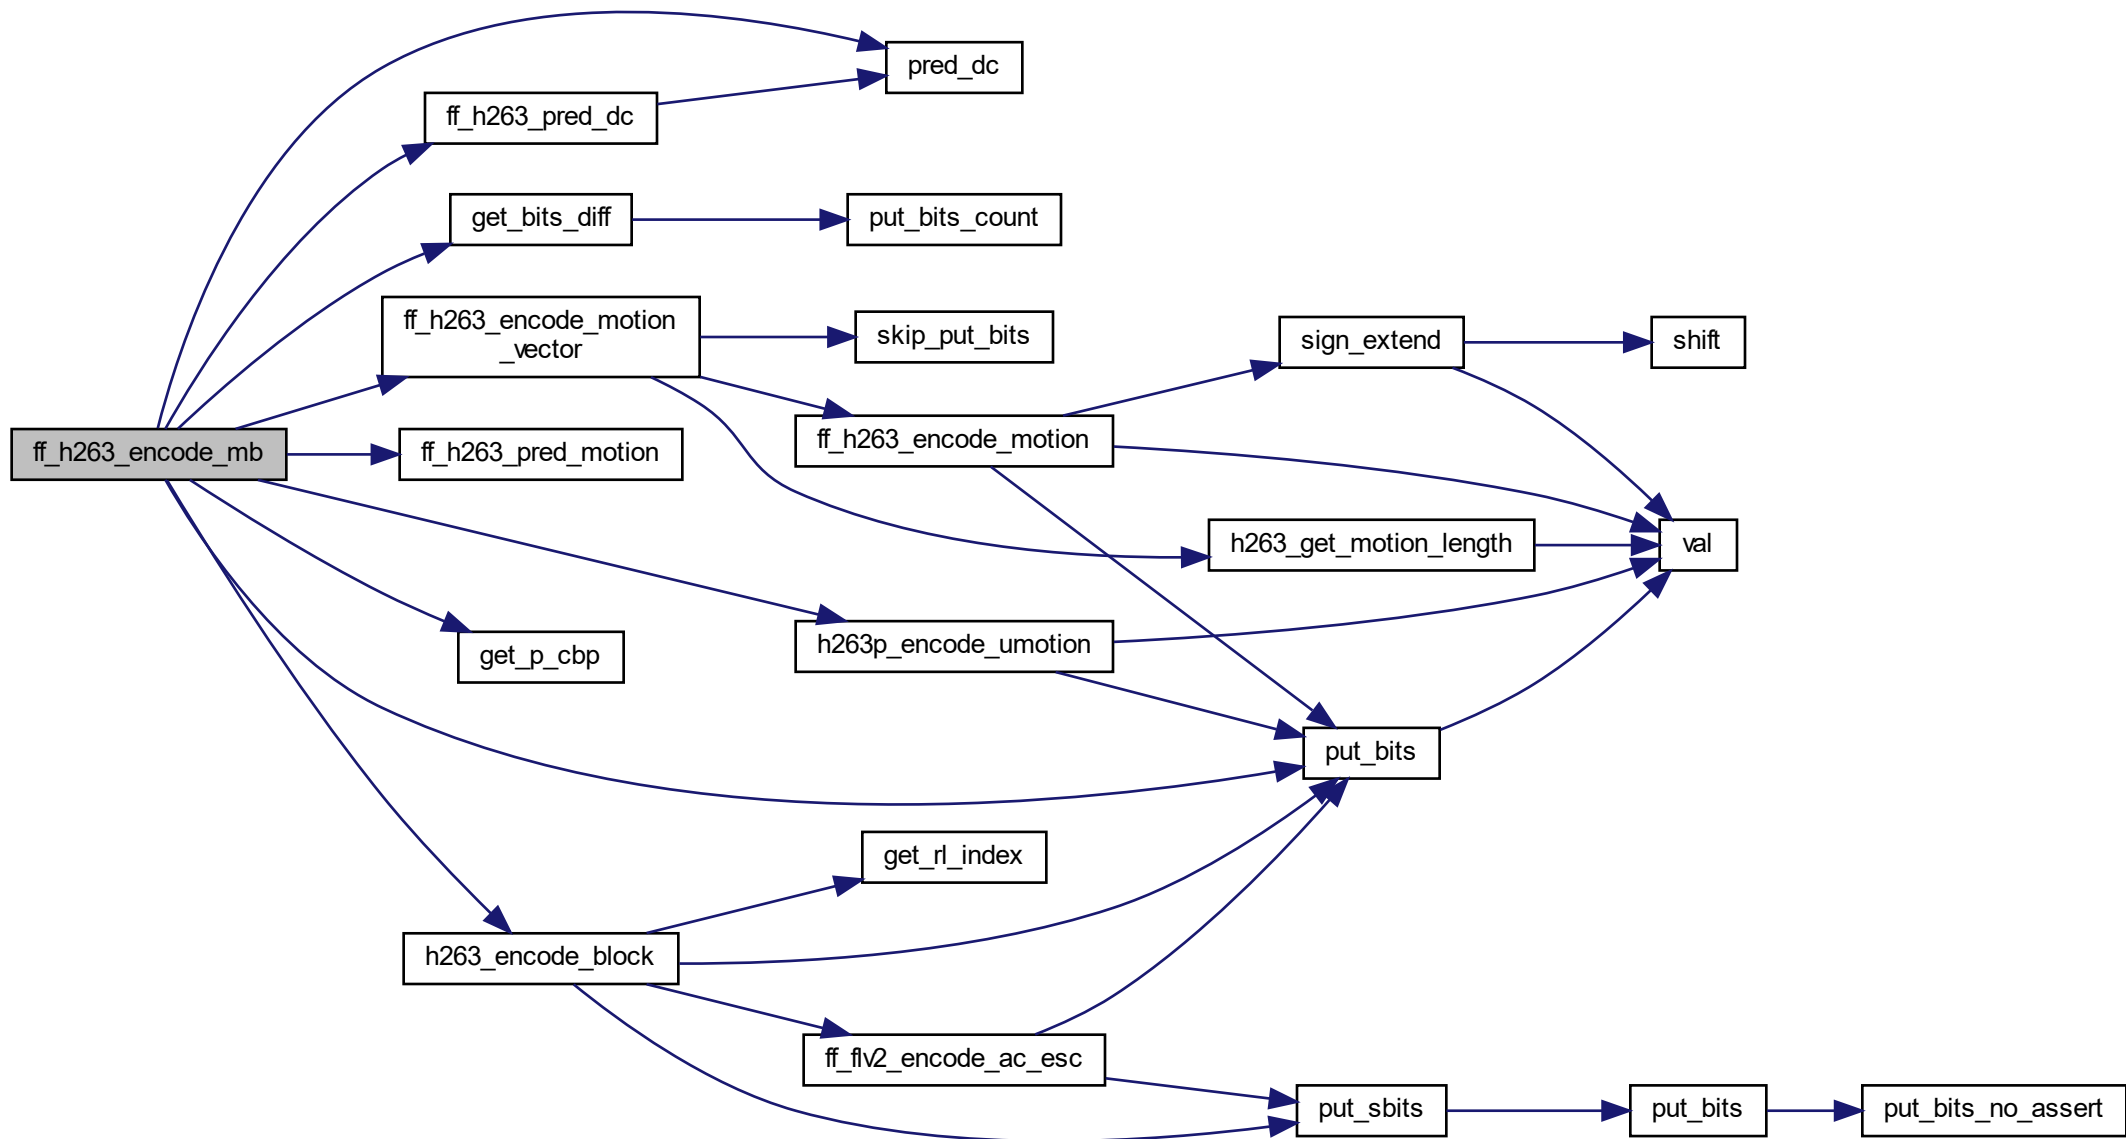 pred_dc
ff_h263_pred_dc
get_bits_diff
put_bits_count
ff_h263_encode_motion
_vector
skip_put_bits
sign_extend
shift
ff_h263_encode_mb
ff_h263_pred_motion
ff_h263_encode_motion
h263_get_motion_length
val
get_p_cbp
h263p_encode_umotion
put_bits
get_rl_index
h263_encode_block
ff_flv2_encode_ac_esc
put_sbits
put_bits
put_bits_no_assert